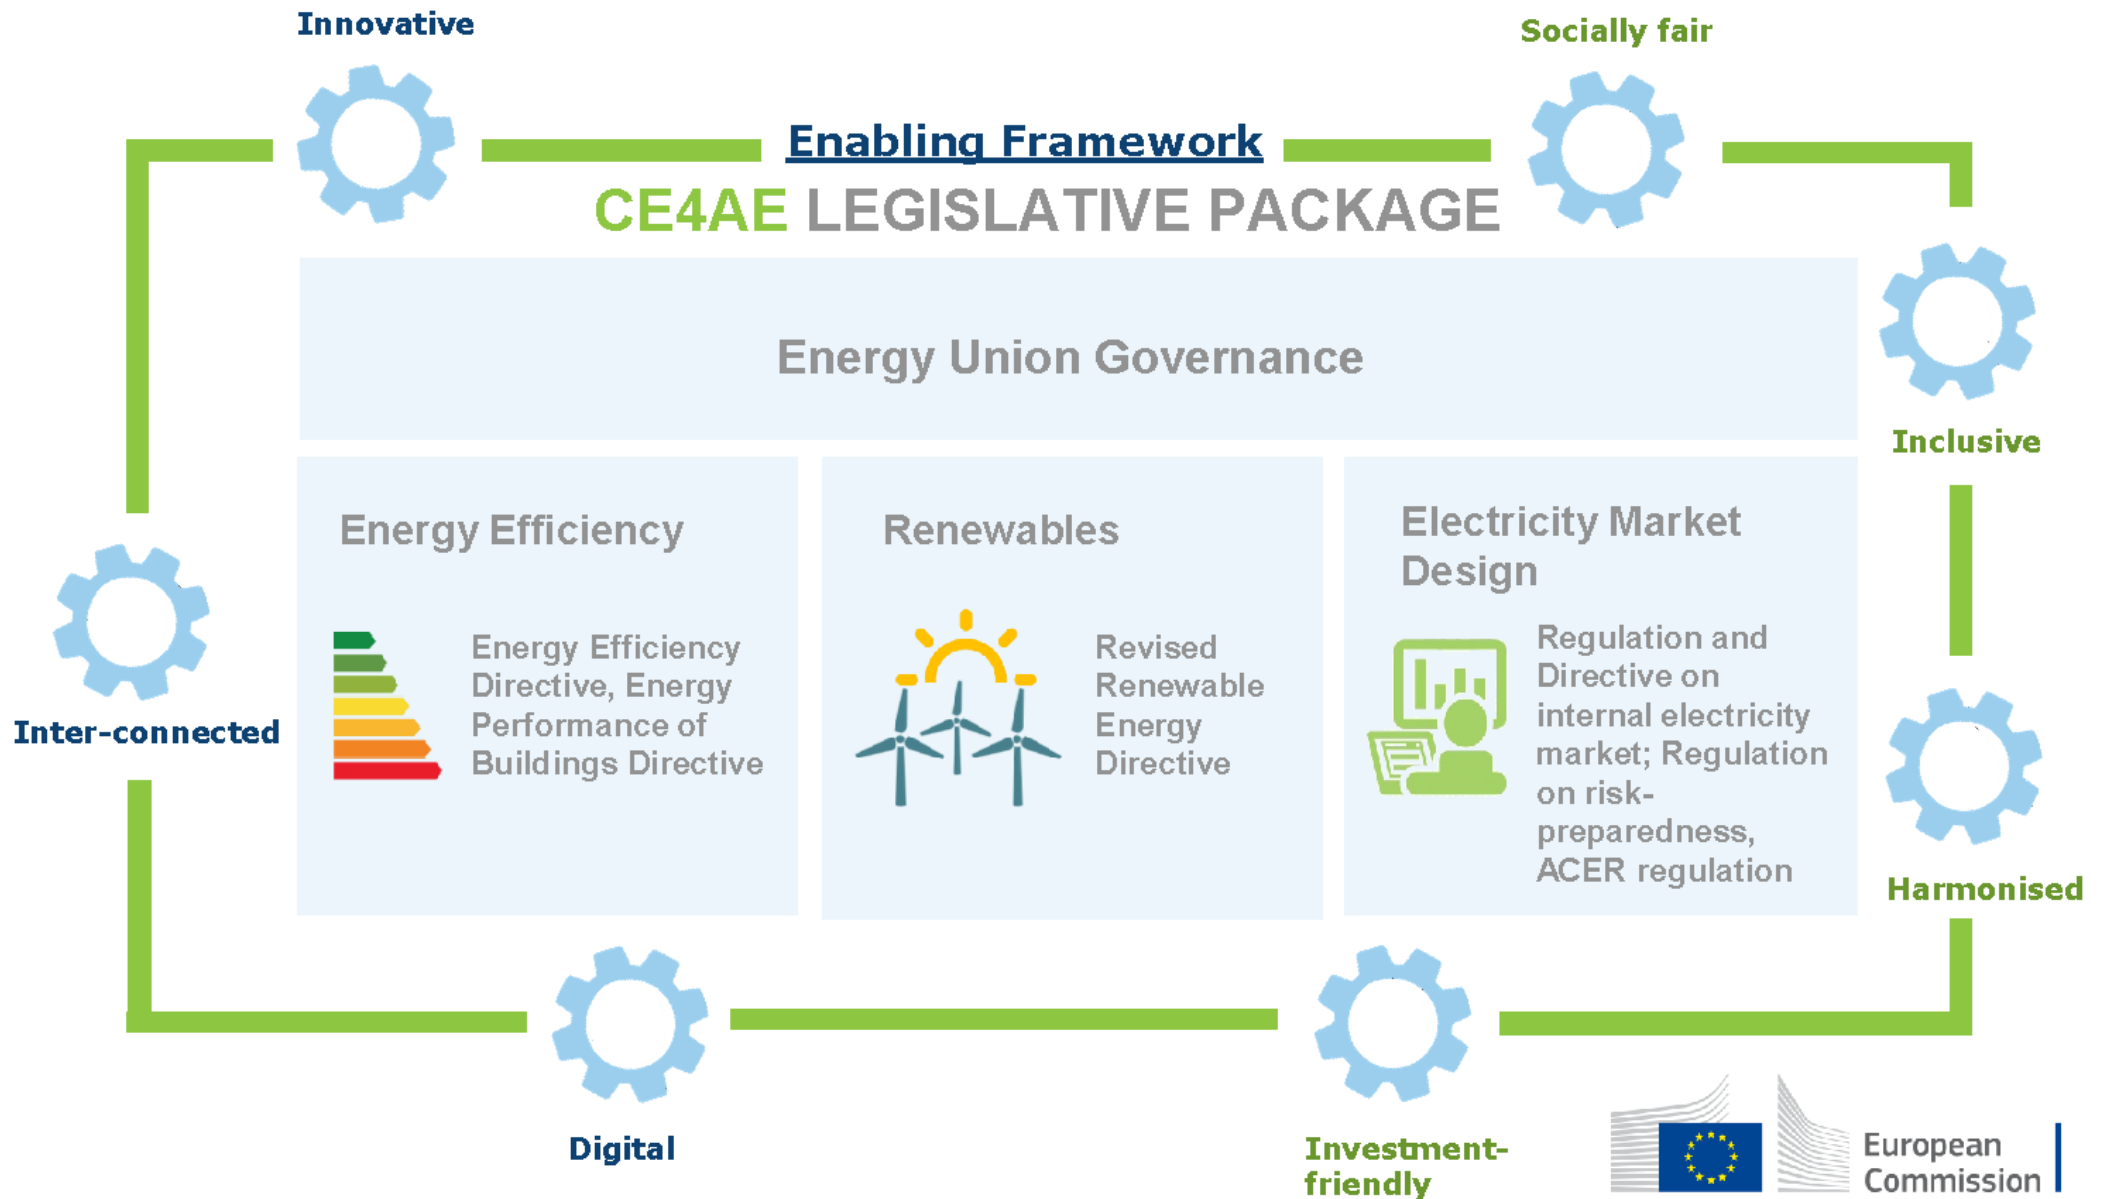 Innovative
Socially fair
Enabling Framework
CE4AE LEGISLATIVE PACKAGE
Energy Union Governance
Inclusive
Energy Efficiency
Energy Efficiency
Directive, Energy
Performance of
Buildings Directive
Renewables
Revised
Renewable
Energy
Directive
Electricity Market
Design
Regulation and
Directive on
internal electricity
market; Regulation
on risk-
preparedness,
ACER regulation
Inter-connected
Harmonised
Digital
Investment-
friendly
European
Commission